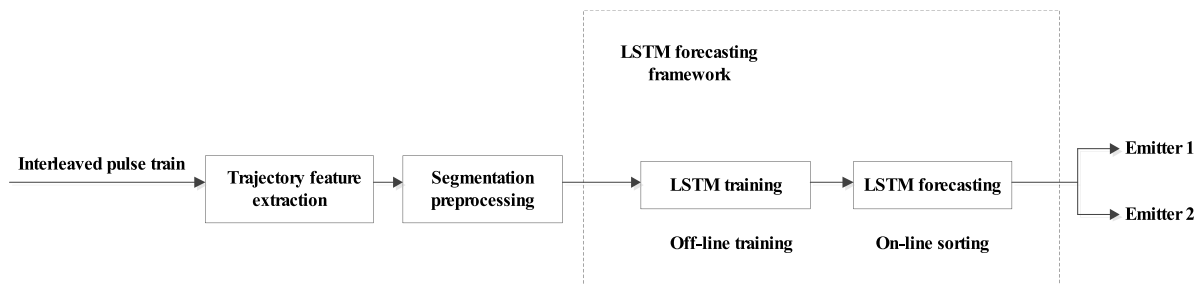 LSTM forecasting
framework
Interleaved pulse train
Trajectory feature
extraction
Segmentation
preprocessing
LSTM training
LSTM forecasting
Emitter 1
Emitter 2
Off-line training
On-line sorting